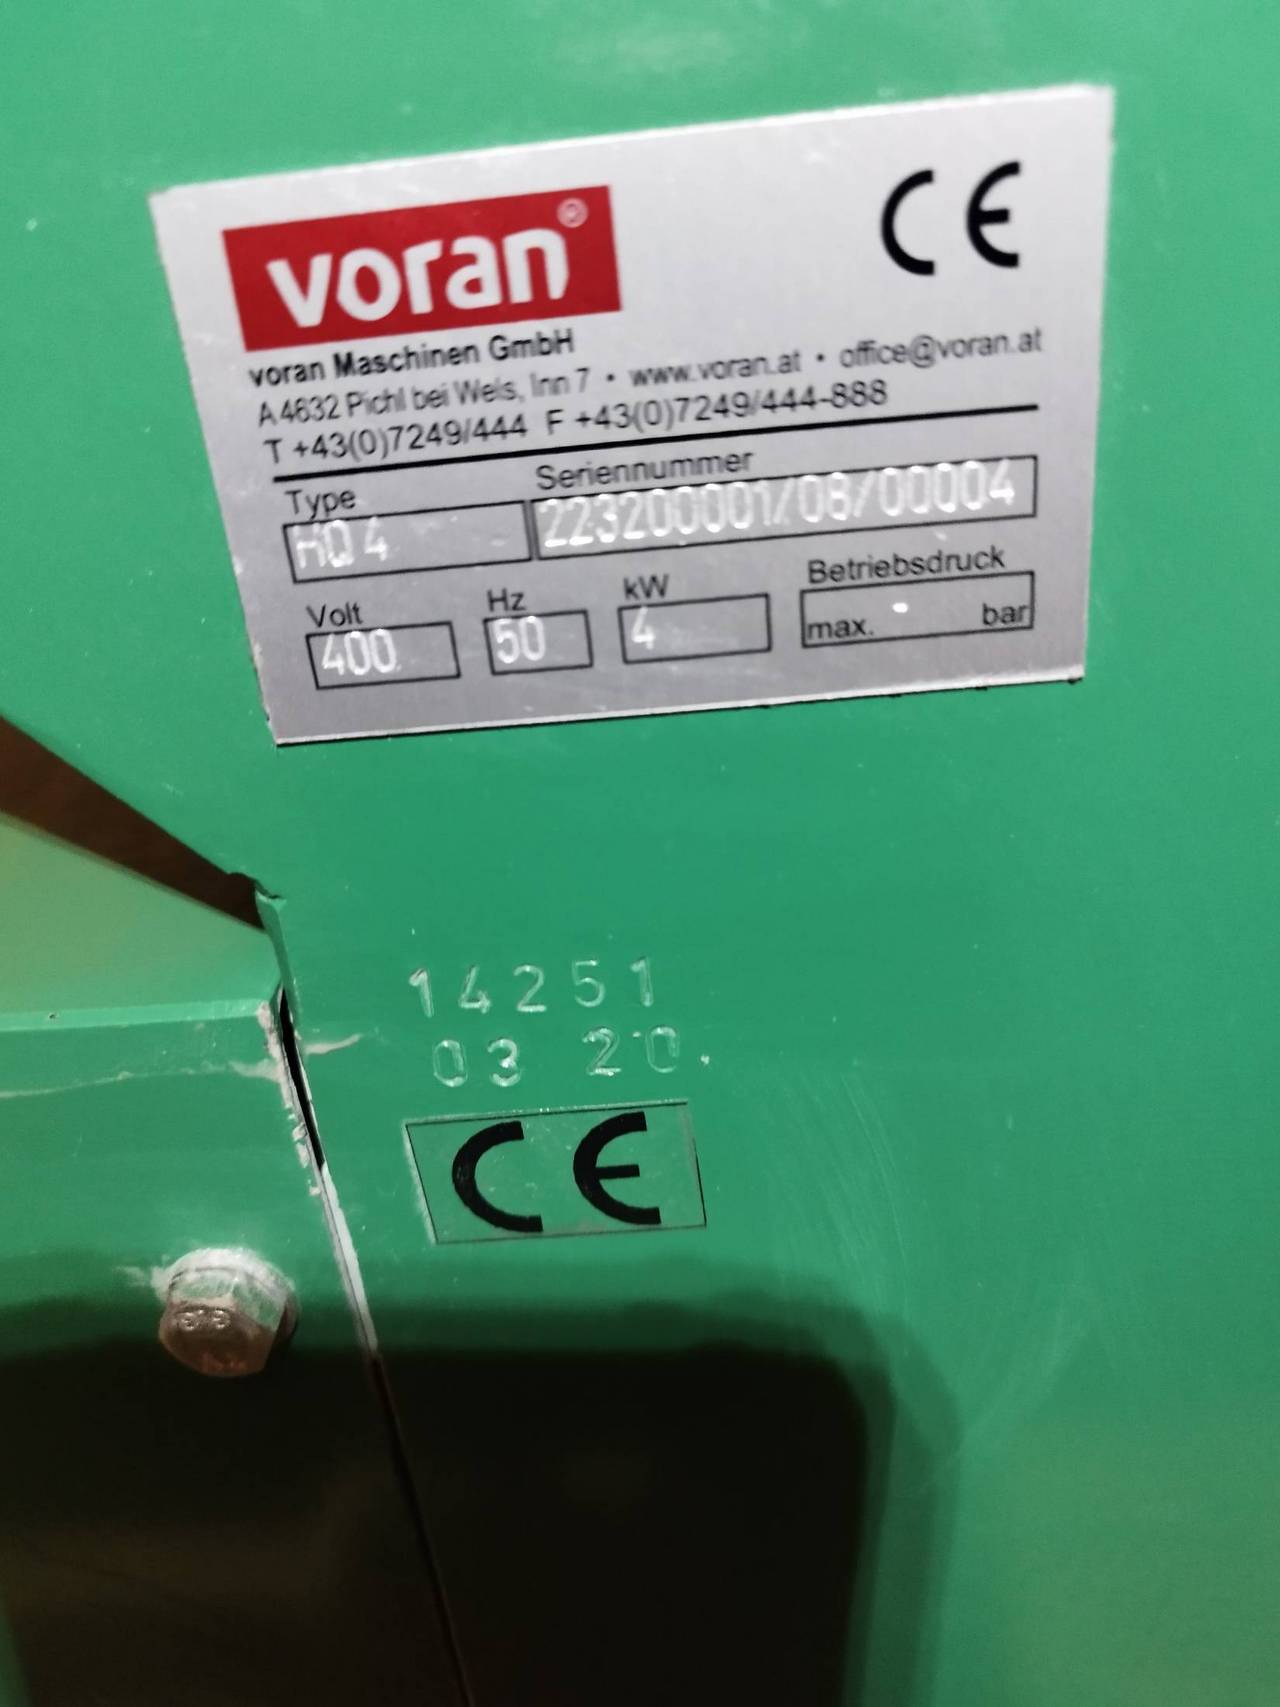 voran®
CE
voran Maschinen GmbH
A 4632 Pichl bei Wels, Inn 7 • www.voran.at • office@voran.at
T +43(0)7249/444 F +43(0)7249/444-888
Type Seriennummer
HQ 4 223200001/08/00004
Volt Hz kW Betriebsdruck
400 50 4 max. bar
14251
03 20.
CE